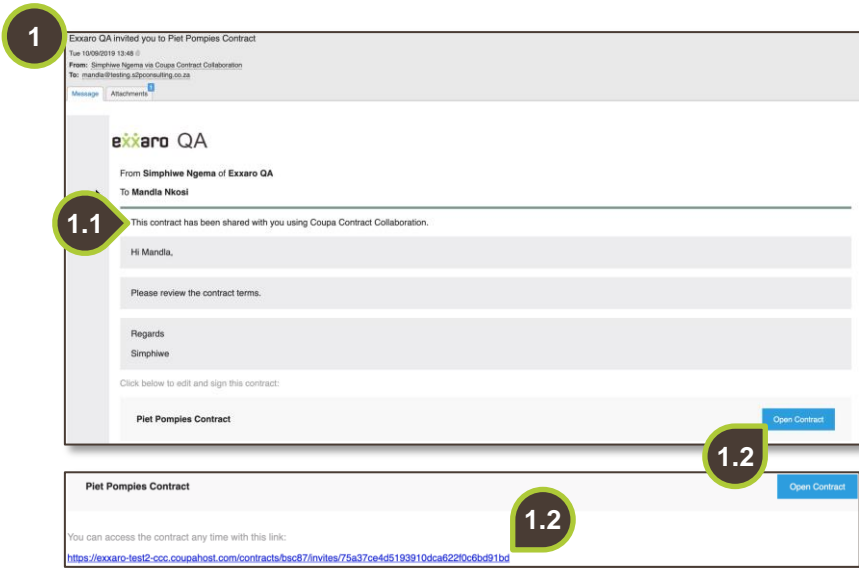 1
Exxaro QA invited you to Piet Pompies Contract
Tue 10/09/2019 13:48
From: Simphiwe Ngema via Coupa Contract Collaboration
To: mandla@testing.s2pconsulting.co.za
Message Attachments 1
exxaro QA
From Simphiwe Ngema of Exxaro QA
To Mandla Nkosi
1.1
This contract has been shared with you using Coupa Contract Collaboration.
Hi Mandla,
Please review the contract terms.
Regards
Simphiwe
Click below to edit and sign this contract:
Piet Pompies Contract Open Contract
1.2
Piet Pompies Contract Open Contract
1.2
You can access the contract any time with this link:
https://exxaro-test2-ccc.coupahost.com/contracts/bsc87/invites/75a37ce4d5193910dca622f0c6bd91bd